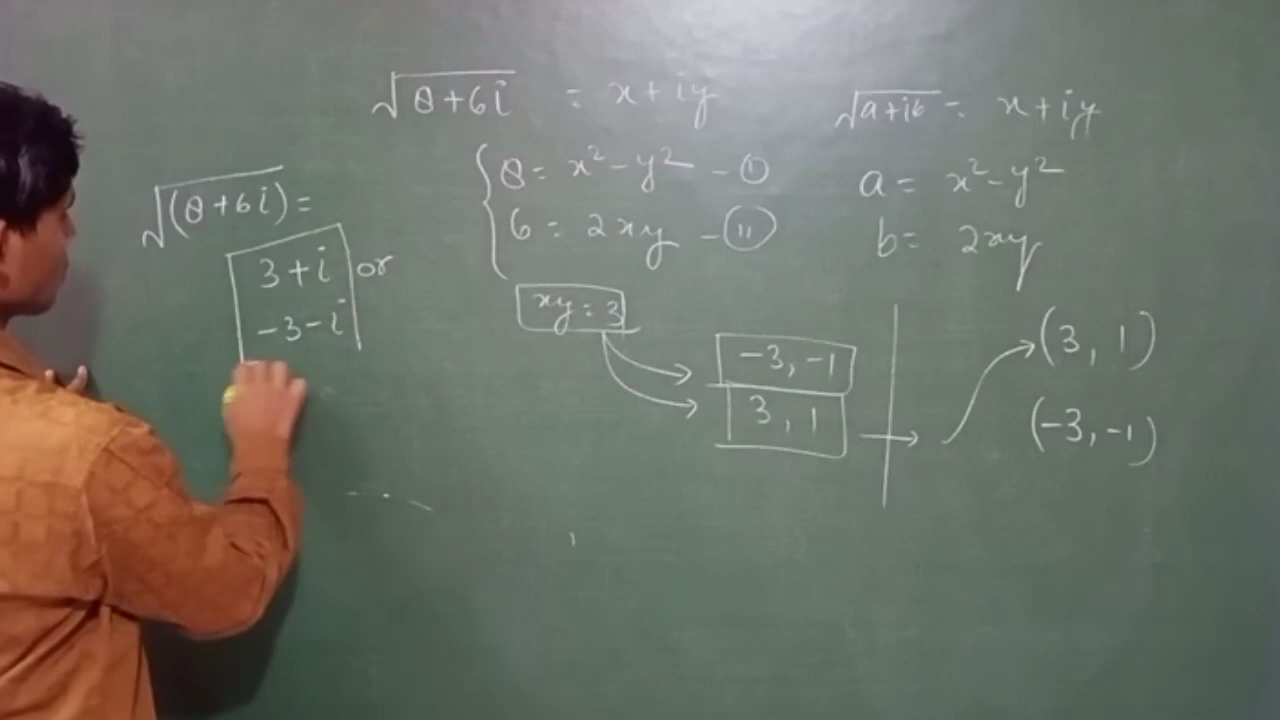 √(8+6i) =
3+i or
-3-i
√8+6i = x+iy
8 = x²-y² - ①
6 = 2xy - ⑪
xy = 3
-3, -1
3, 1
√a+ib = x+iy
a = x²-y²
b = 2xy
(3, 1)
(-3, -1)